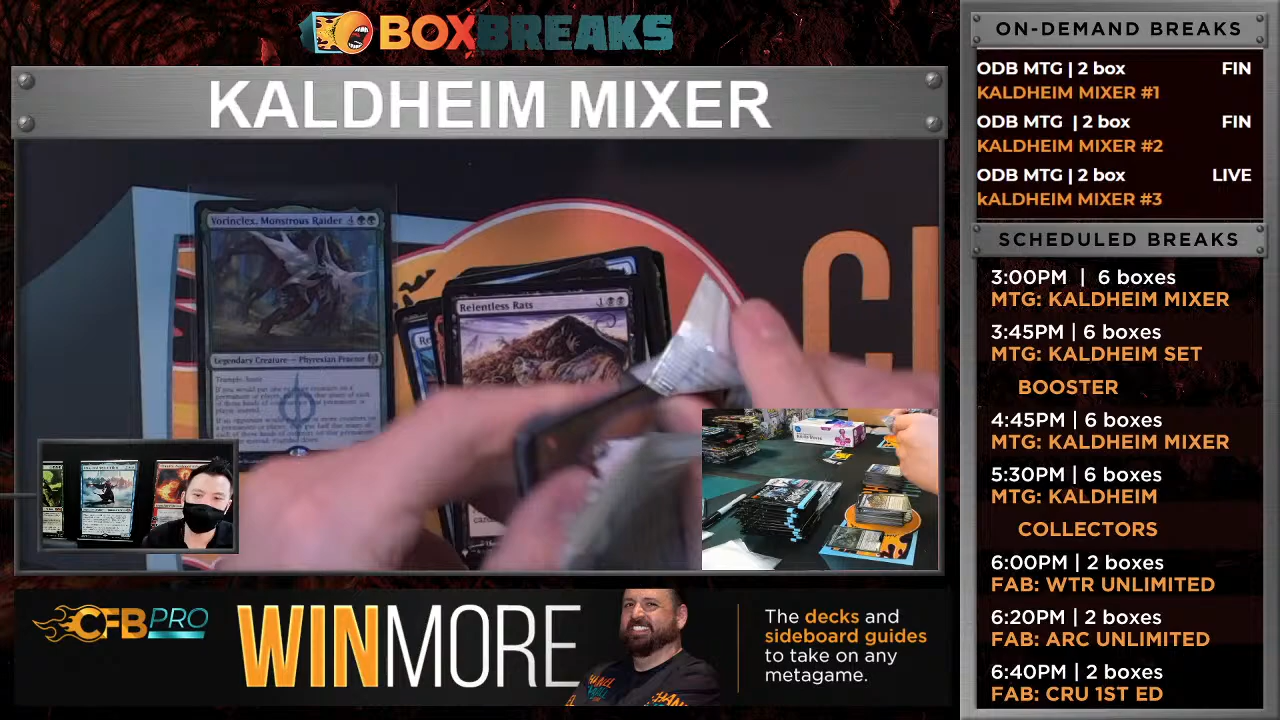 BOXBREAKS
KALDHEIM MIXER
Vorinclex, Monstrous Raider
Legendary Creature — Phyrexian Praetor
Trample, haste
Relentless Rats
CFBPRO
WINMORE
The decks and
sideboard guides
to take on any
metagame.
ON-DEMAND BREAKS
ODB MTG | 2 box FIN
KALDHEIM MIXER #1
ODB MTG | 2 box FIN
KALDHEIM MIXER #2
ODB MTG | 2 box LIVE
kALDHEIM MIXER #3
SCHEDULED BREAKS
3:00PM | 6 boxes
MTG: KALDHEIM MIXER
3:45PM | 6 boxes
MTG: KALDHEIM SET
BOOSTER
4:45PM | 6 boxes
MTG: KALDHEIM MIXER
5:30PM | 6 boxes
MTG: KALDHEIM
COLLECTORS
6:00PM | 2 boxes
FAB: WTR UNLIMITED
6:20PM | 2 boxes
FAB: ARC UNLIMITED
6:40PM | 2 boxes
FAB: CRU 1ST ED